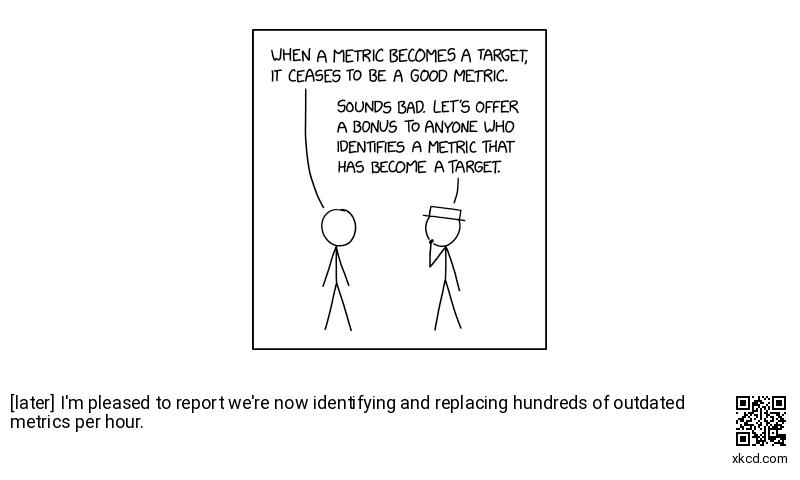 WHEN A METRIC BECOMES A TARGET,
IT CEASES TO BE A GOOD METRIC.
SOUNDS BAD. LET'S OFFER
A BONUS TO ANYONE WHO
IDENTIFIES A METRIC THAT
HAS BECOME A TARGET.
[later] I'm pleased to report we're now identifying and replacing hundreds of outdated
metrics per hour.
xkcd.com